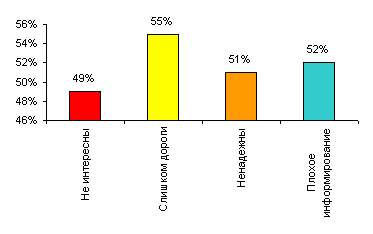 56%
54%
52%
50%
48%
46%
49%
55%
51%
52%
Не интересны
Слишком дороги
Ненадежны
Плохое
информирование